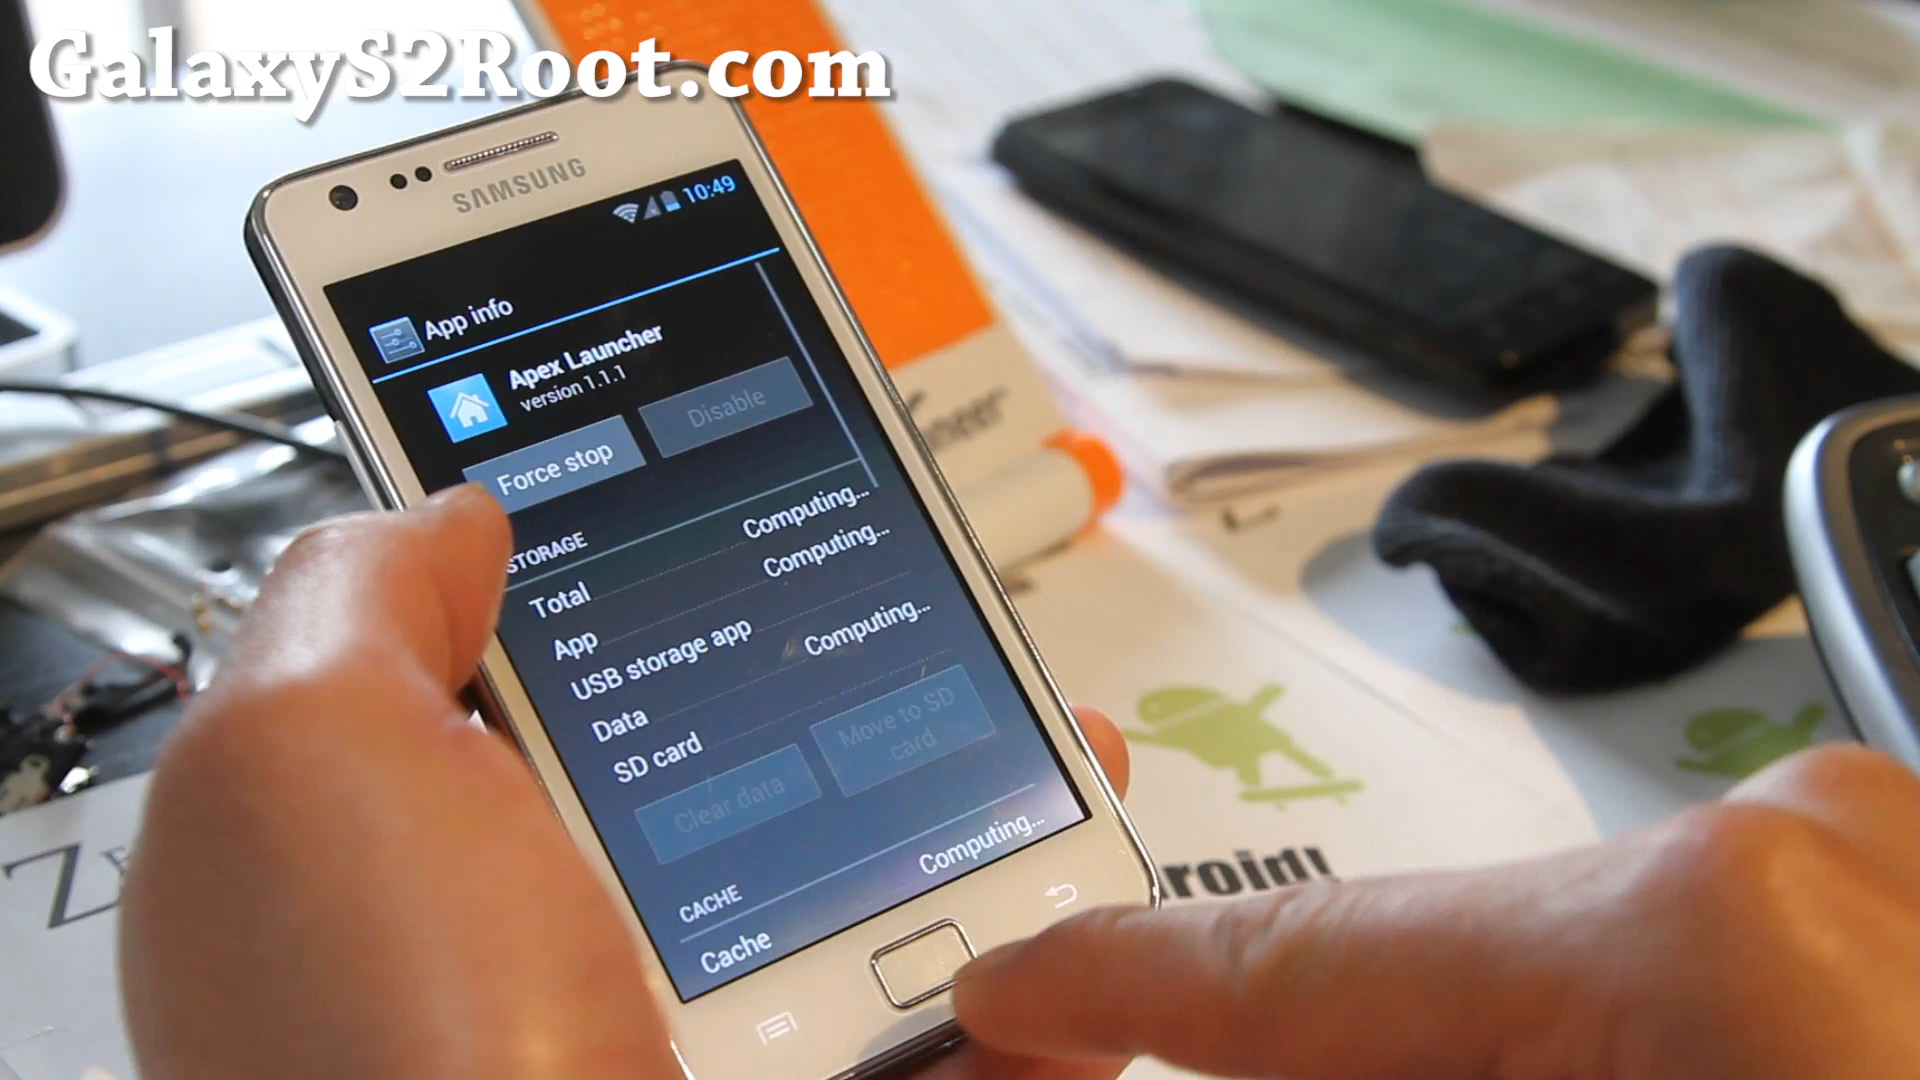 GalaxyS2Root.com
SAMSUNG
10:49
App info
Apex Launcher
version 1.1.1
Force stop
Disable
STORAGE
Total
Computing...
App
Computing...
USB storage app
Data
Computing...
SD card
Clear data
Move to SD
card
CACHE
Cache
Computing...